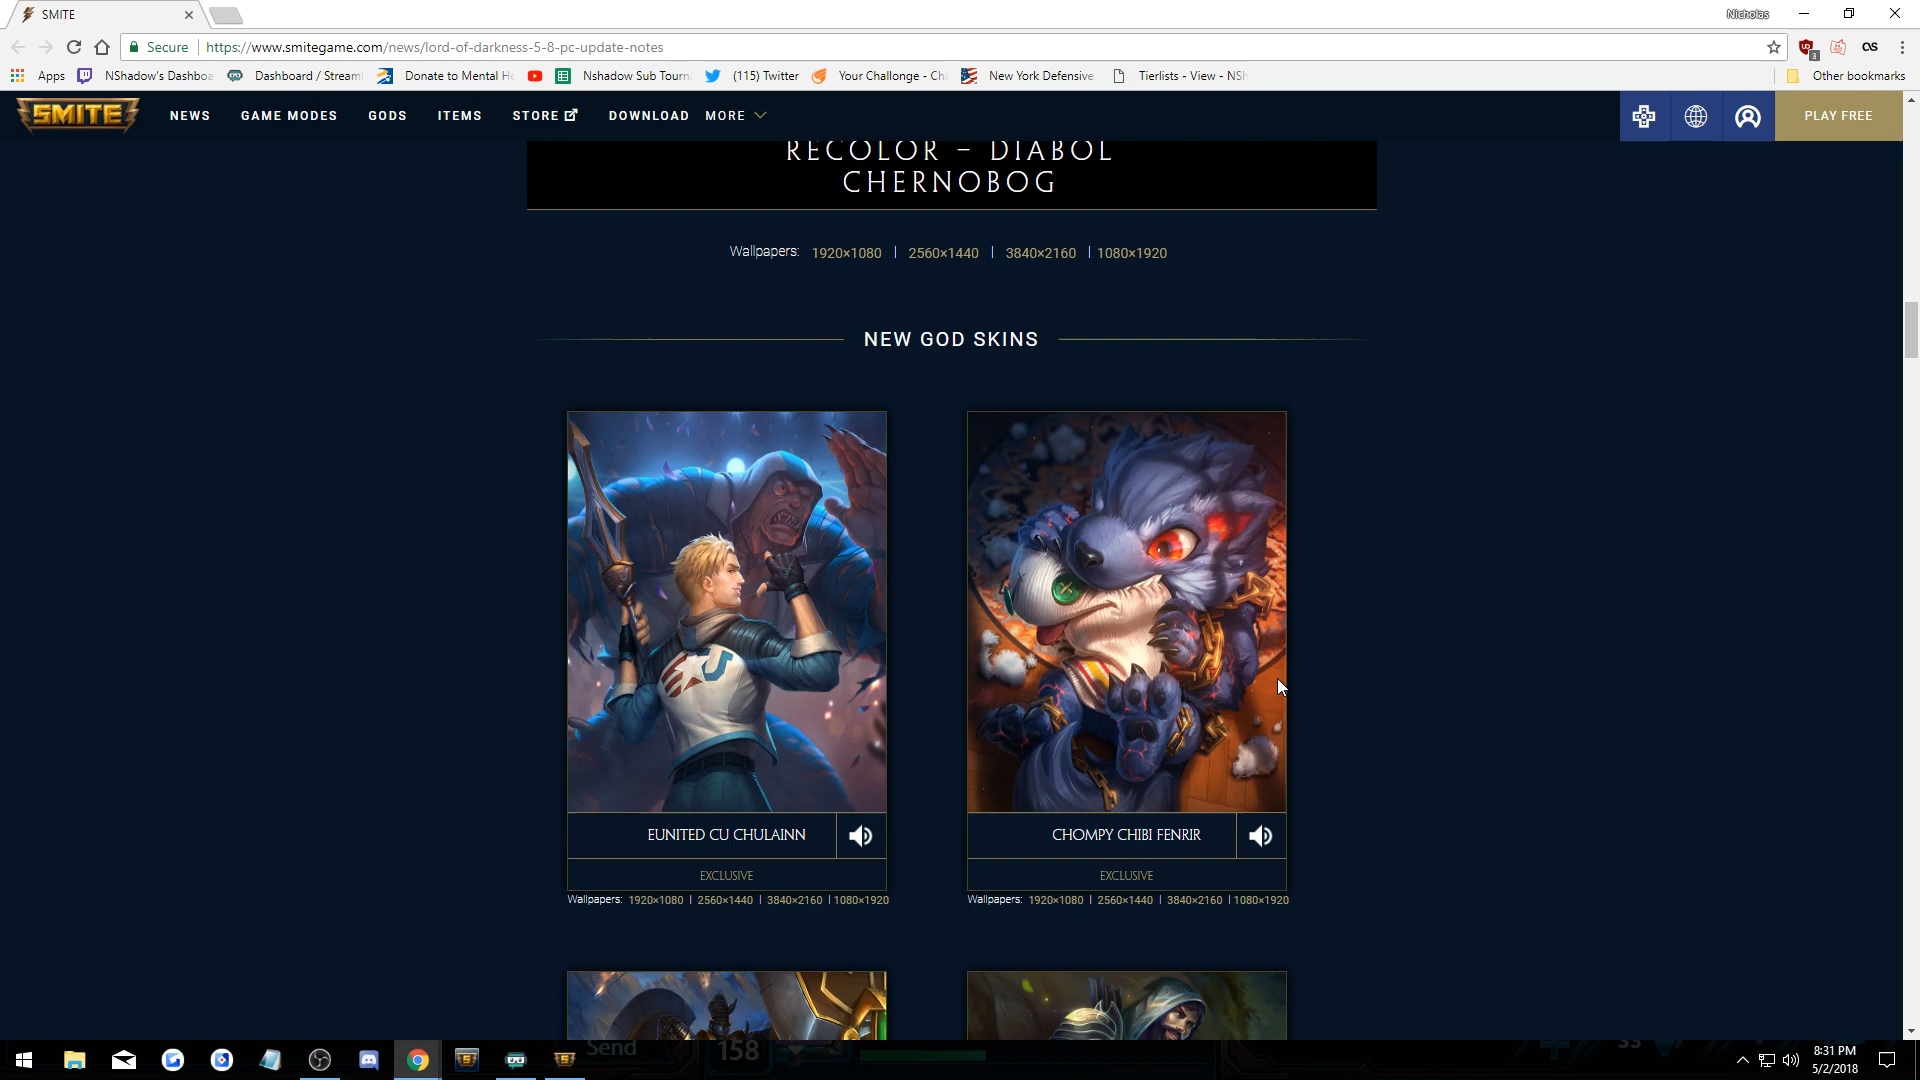 SMITE
Nicholas
Secure https://www.smitegame.com/news/lord-of-darkness-5-8-pc-update-notes
3
Apps NShadow's Dashbo Dashboard / Stream Donate to Mental H Nshadow Sub Tourn (115) Twitter Your Challonge - Ch New York Defensive Tierlists - View - NSh Other bookmarks
SMITE NEWS GAME MODES GODS ITEMS STORE DOWNLOAD MORE PLAY FREE
RECOLOR – DIABOL
CHERNOBOG
Wallpapers: 1920×1080 | 2560×1440 | 3840×2160 | 1080×1920
NEW GOD SKINS
EUNITED CU CHULAINN
EXCLUSIVE
Wallpapers: 1920×1080 | 2560×1440 | 3840×2160 | 1080×1920
CHOMPY CHIBI FENRIR
EXCLUSIVE
Wallpapers: 1920×1080 | 2560×1440 | 3840×2160 | 1080×1920
Send 158 33
8:31 PM
5/2/2018